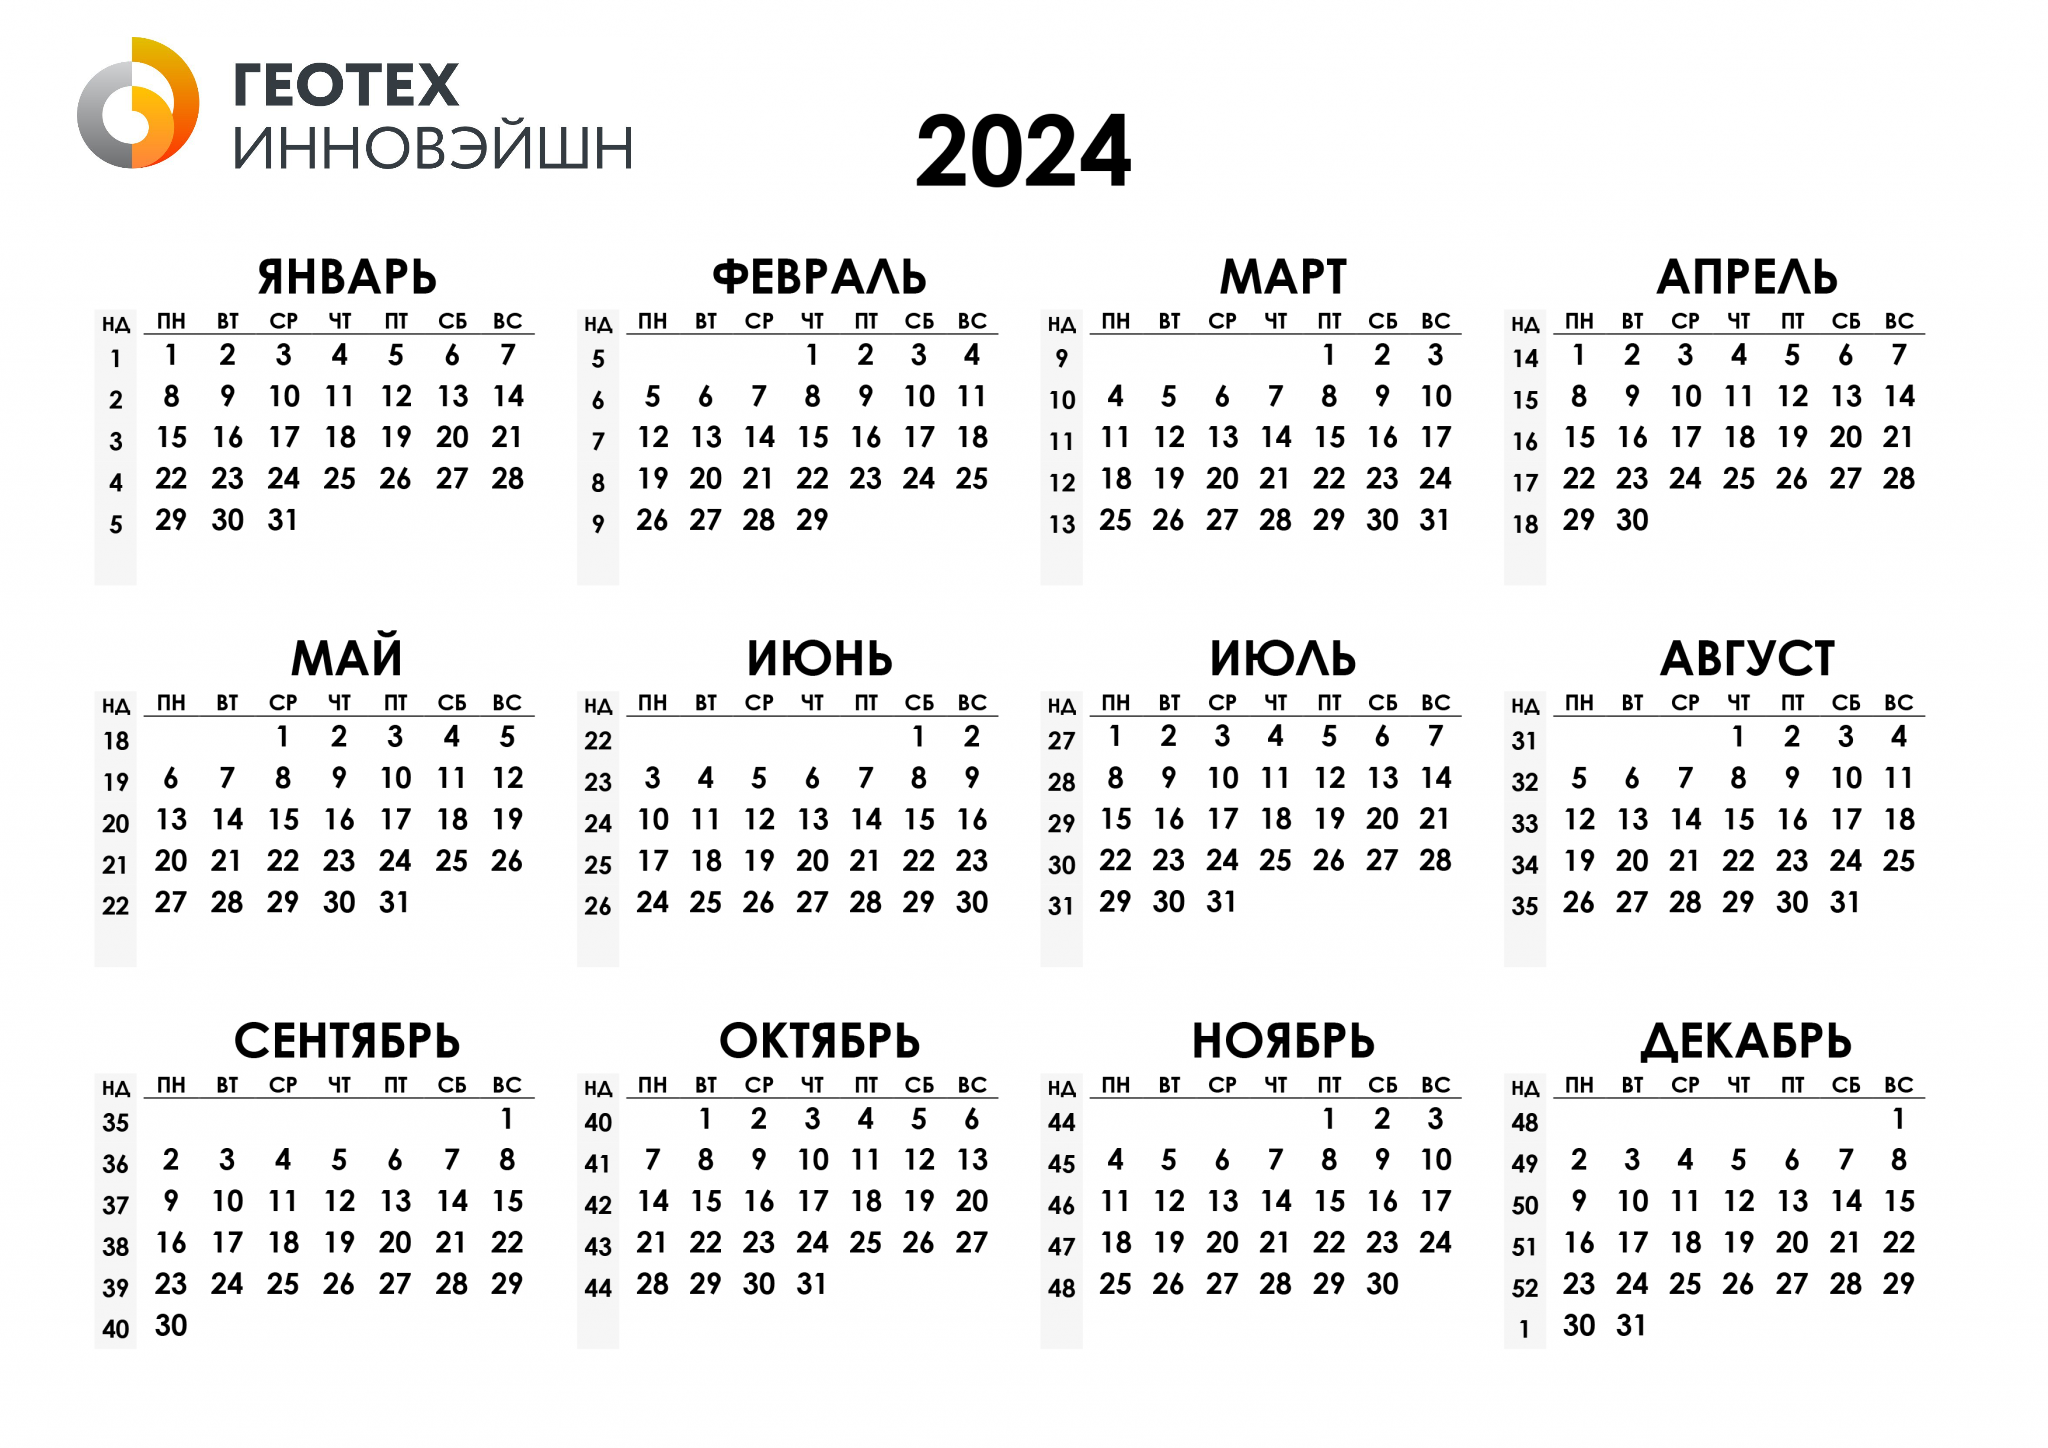 ГЕОТЕХ
ИННОВЭЙШН
2024
ЯНВАРЬ
НД ПН ВТ СР ЧТ ПТ СБ ВС
1 1 2 3 4 5 6 7
2 8 9 10 11 12 13 14
3 15 16 17 18 19 20 21
4 22 23 24 25 26 27 28
5 29 30 31
ФЕВРАЛЬ
НД ПН ВТ СР ЧТ ПТ СБ ВС
5 1 2 3 4
6 5 6 7 8 9 10 11
7 12 13 14 15 16 17 18
8 19 20 21 22 23 24 25
9 26 27 28 29
МАРТ
НД ПН ВТ СР ЧТ ПТ СБ ВС
9 1 2 3
10 4 5 6 7 8 9 10
11 11 12 13 14 15 16 17
12 18 19 20 21 22 23 24
13 25 26 27 28 29 30 31
АПРЕЛЬ
НД ПН ВТ СР ЧТ ПТ СБ ВС
14 1 2 3 4 5 6 7
15 8 9 10 11 12 13 14
16 15 16 17 18 19 20 21
17 22 23 24 25 26 27 28
18 29 30
МАЙ
НД ПН ВТ СР ЧТ ПТ СБ ВС
18 1 2 3 4 5
19 6 7 8 9 10 11 12
20 13 14 15 16 17 18 19
21 20 21 22 23 24 25 26
22 27 28 29 30 31
ИЮНЬ
НД ПН ВТ СР ЧТ ПТ СБ ВС
22 1 2
23 3 4 5 6 7 8 9
24 10 11 12 13 14 15 16
25 17 18 19 20 21 22 23
26 24 25 26 27 28 29 30
ИЮЛЬ
НД ПН ВТ СР ЧТ ПТ СБ ВС
27 1 2 3 4 5 6 7
28 8 9 10 11 12 13 14
29 15 16 17 18 19 20 21
30 22 23 24 25 26 27 28
31 29 30 31
АВГУСТ
НД ПН ВТ СР ЧТ ПТ СБ ВС
31 1 2 3 4
32 5 6 7 8 9 10 11
33 12 13 14 15 16 17 18
34 19 20 21 22 23 24 25
35 26 27 28 29 30 31
СЕНТЯБРЬ
НД ПН ВТ СР ЧТ ПТ СБ ВС
35 1
36 2 3 4 5 6 7 8
37 9 10 11 12 13 14 15
38 16 17 18 19 20 21 22
39 23 24 25 26 27 28 29
40 30
ОКТЯБРЬ
НД ПН ВТ СР ЧТ ПТ СБ ВС
40 1 2 3 4 5 6
41 7 8 9 10 11 12 13
42 14 15 16 17 18 19 20
43 21 22 23 24 25 26 27
44 28 29 30 31
НОЯБРЬ
НД ПН ВТ СР ЧТ ПТ СБ ВС
44 1 2 3
45 4 5 6 7 8 9 10
46 11 12 13 14 15 16 17
47 18 19 20 21 22 23 24
48 25 26 27 28 29 30
ДЕКАБРЬ
НД ПН ВТ СР ЧТ ПТ СБ ВС
48 1
49 2 3 4 5 6 7 8
50 9 10 11 12 13 14 15
51 16 17 18 19 20 21 22
52 23 24 25 26 27 28 29
1 30 31